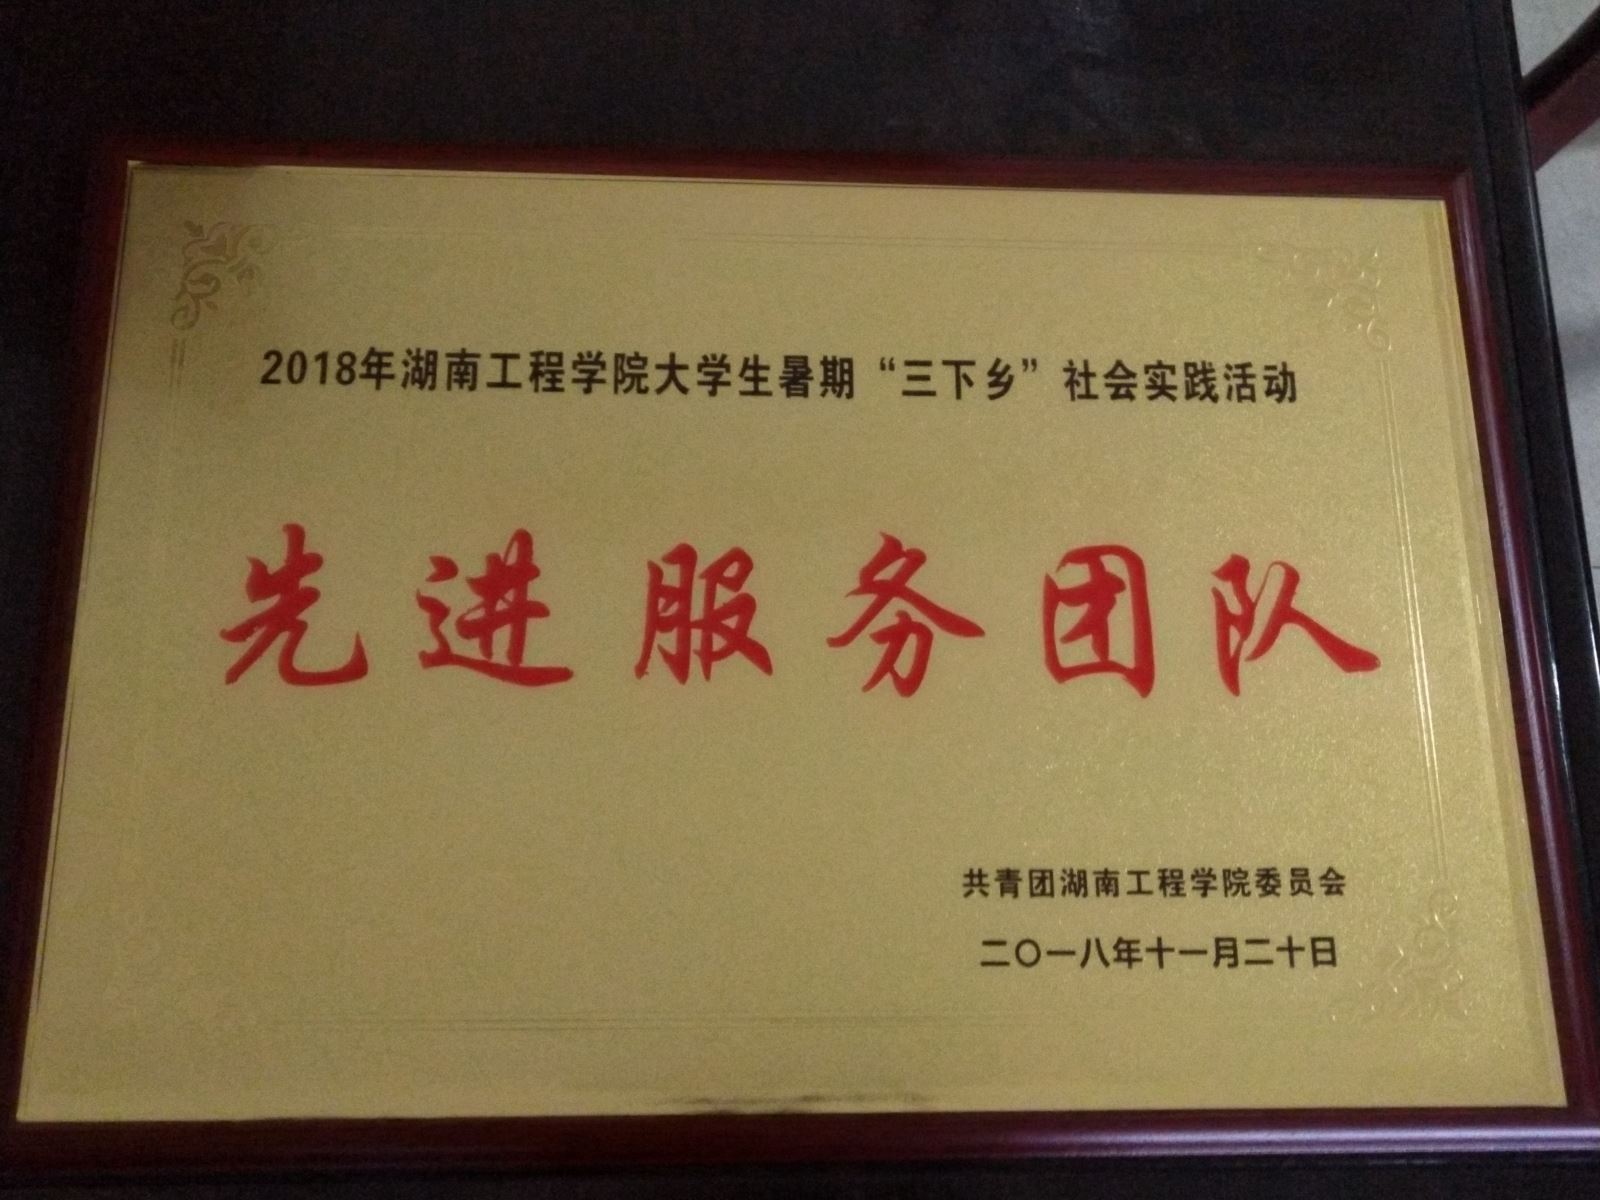 2018年湖南工程学院大学生暑期“三下乡”社会实践活动
先进服务团队
共青团湖南工程学院委员会
二〇一八年十一月二十日